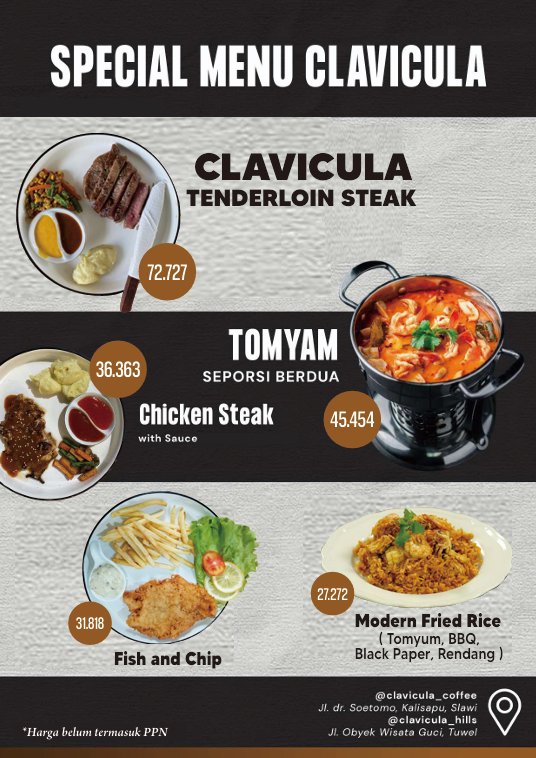 SPECIAL MENU CLAVICULA
CLAVICULA
TENDERLOIN STEAK
72.727
TOMYAM
SEPORSI BERDUA
45.454
36.363
Chicken Steak
with Sauce
31.818
Fish and Chip
27.272
Modern Fried Rice
( Tomyum, BBQ,
Black Paper, Rendang )
@clavicula_coffee
Jl. dr. Soetomo, Kalisapu, Slawi
@clavicula_hills
Jl. Obyek Wisata Guci, Tuwel
*Harga belum termasuk PPN